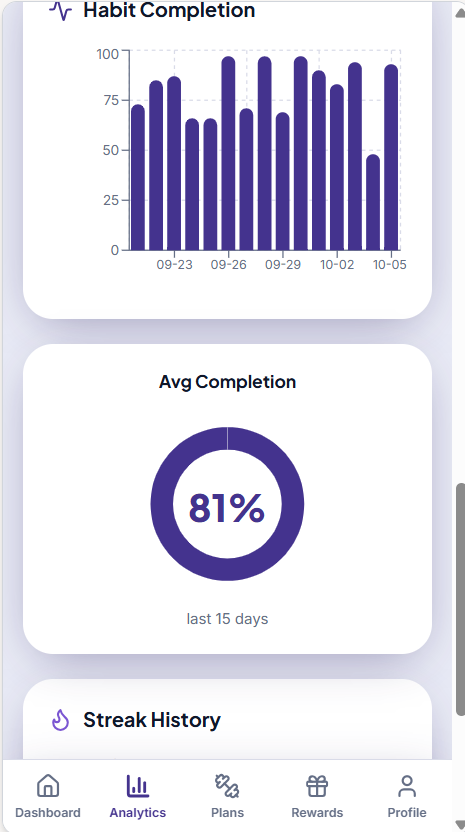 Habit Completion
100
75
50
25
0
09-23 09-26 09-29 10-02 10-05
Avg Completion
81%
last 15 days
Streak History
Dashboard Analytics Plans Rewards Profile